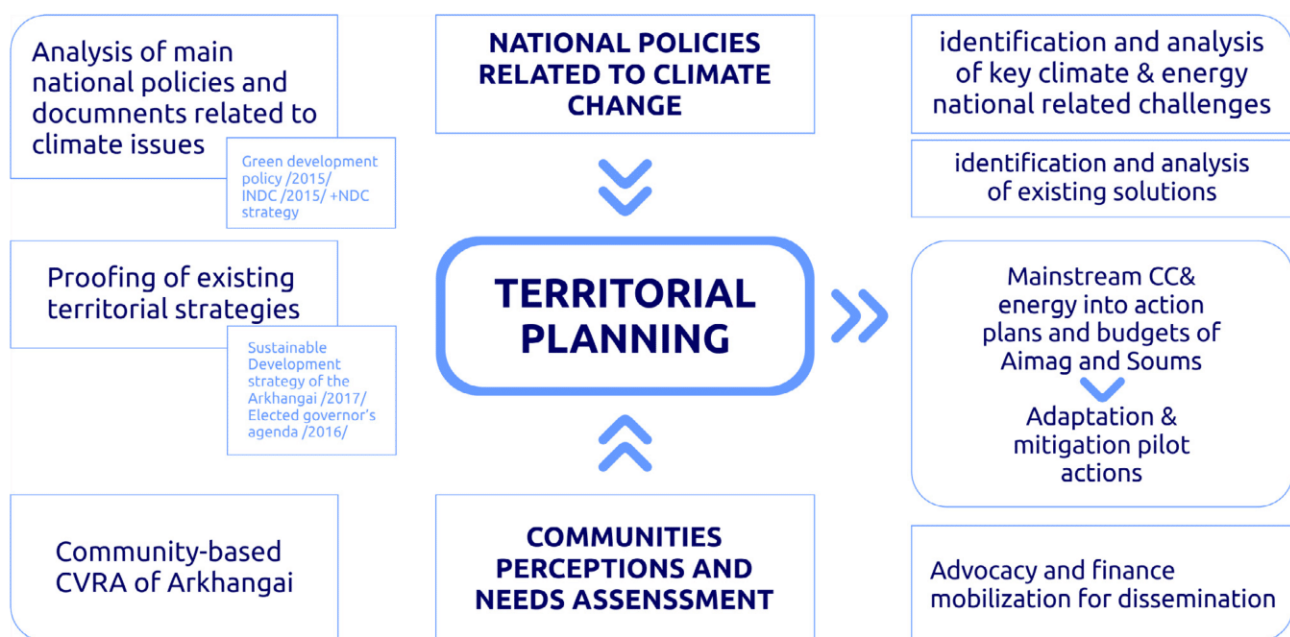 Analysis of main
national policies and
documnents related to
climate issues
Green development
policy /2015/
INDC /2015/ +NDC
strategy
Proofing of existing
territorial strategies
Sustainable
Development
strategy of the
Arkhangai /2017/
Elected governor's
agenda /2016/
Community-based
CVRA of Arkhangai
NATIONAL POLICIES
RELATED TO CLIMATE
CHANGE
TERRITORIAL
PLANNING
COMMUNITIES
PERCEPTIONS AND
NEEDS ASSENSSMENT
identification and analysis
of key climate & energy
national related challenges
identification and analysis
of existing solutions
Mainstream CC&
energy into action
plans and budgets of
Aimag and Soums
Adaptation &
mitigation pilot
actions
Advocacy and finance
mobilization for dissemination